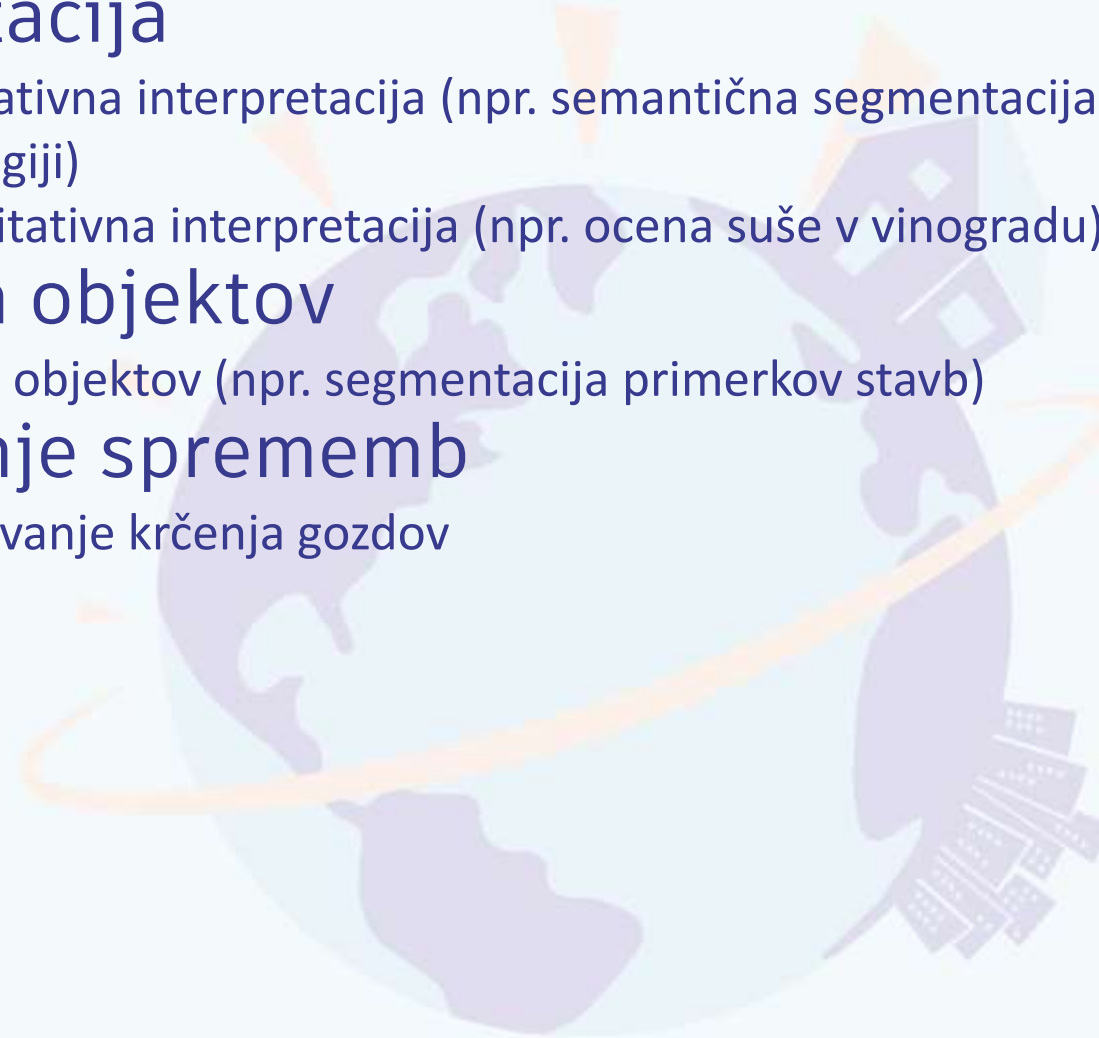 tacija
ativna interpretacija (npr. semantična segmentacija
giji)
itativna interpretacija (npr. ocena suše v vinogradu)
objektov
objektov (npr. segmentacija primerkov stavb)
nje sprememb
vanje krčenja gozdov